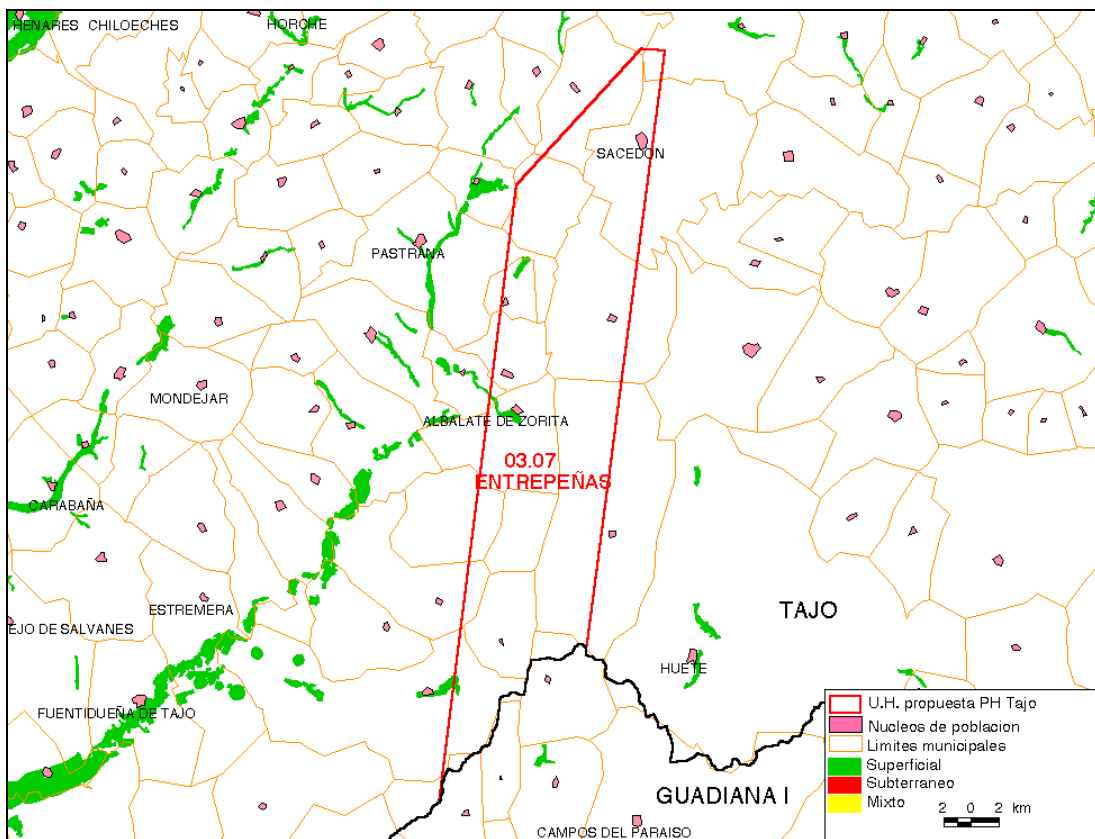 HENARES CHILOECHES
HORCHE
SACEDON
PASTRANA
MONDEJAR
ALBALATE DE ZORITA
03.07
ENTREPEÑAS
CARABAÑA
ESTREMERA
EJO DE SALVANES
TAJO
HUETE
FUENTIDUEÑA DE TAJO
GUADIANA I
CAMPOS DEL PARAISO
U.H. propuesta PH Tajo
Nucleos de poblacion
Limites municipales
Superficial
Subterraneo
Mixto
2 0 2 km